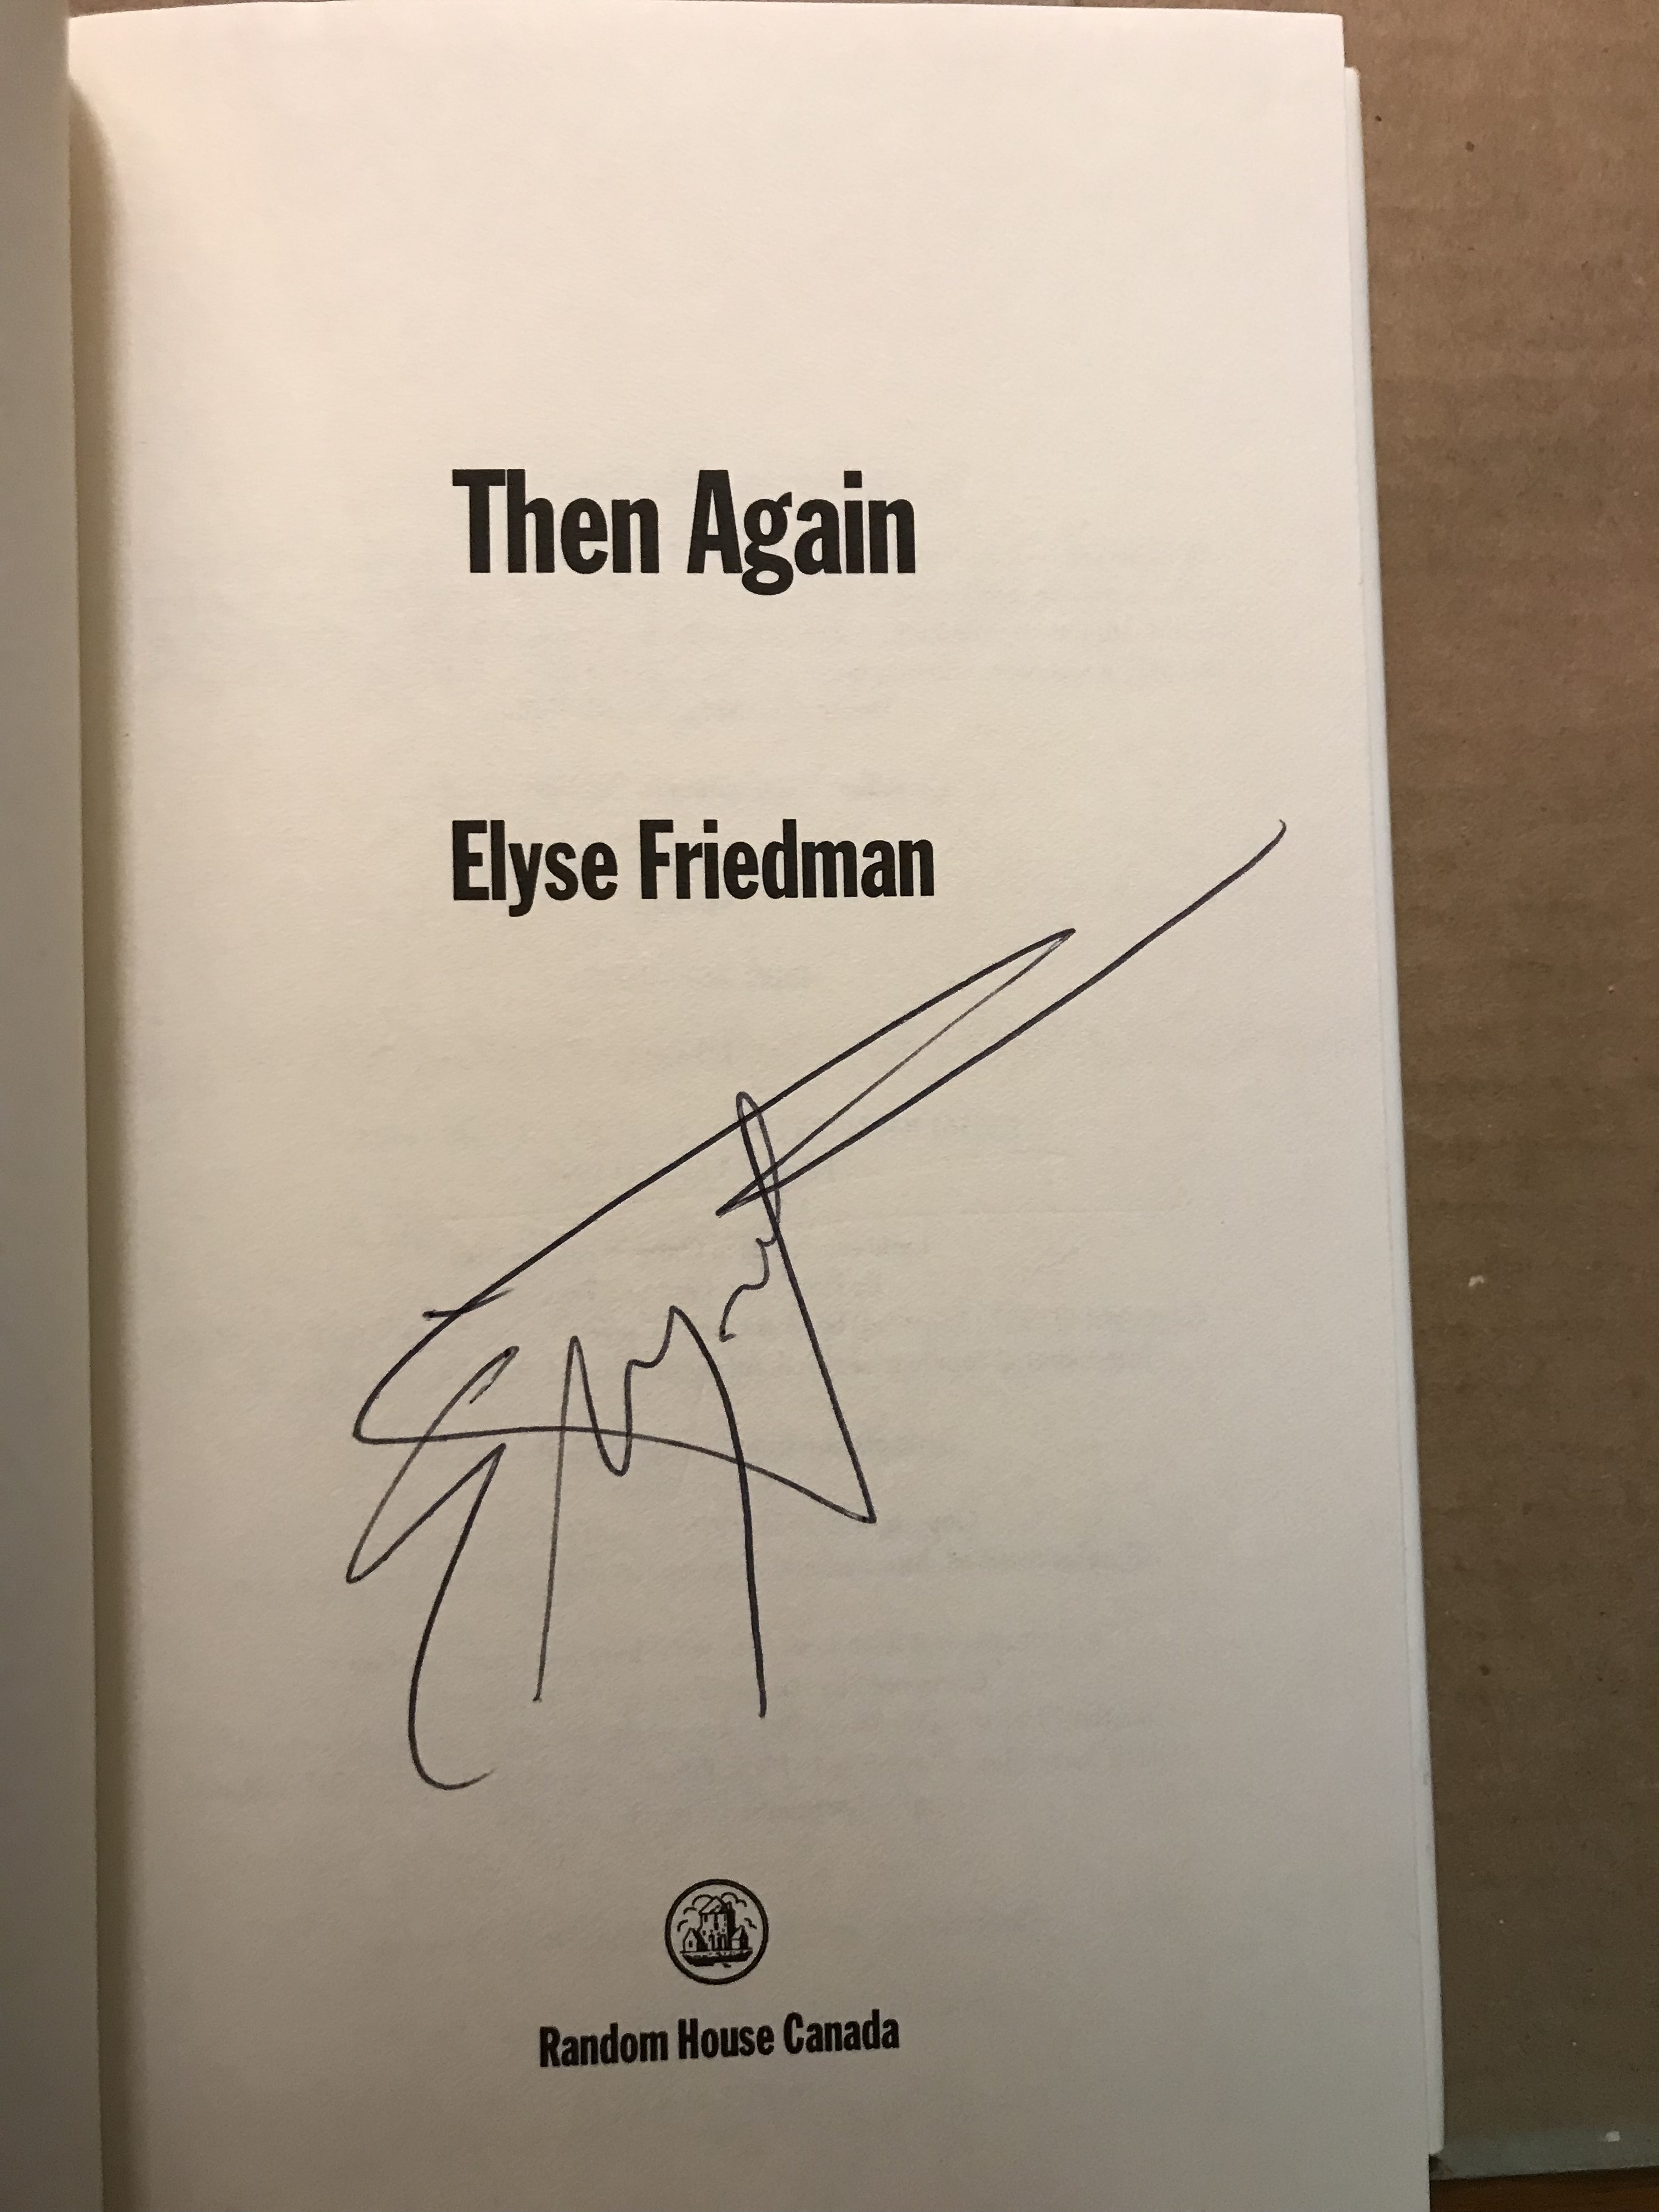 Then Again
Elyse Friedman
Random House Canada